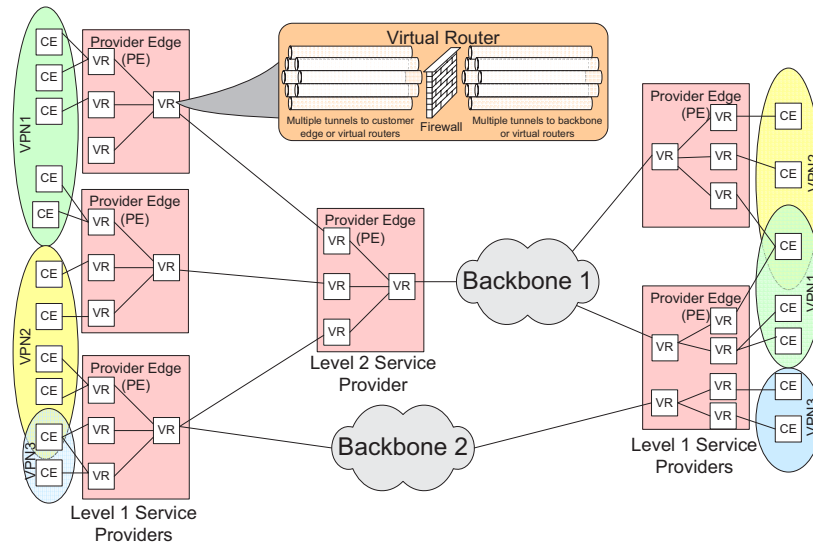 Virtual Router
Multiple tunnels to customer
edge or virtual routers
Firewall
Multiple tunnels to backbone
or virtual routers
VPN1
CE
CE
CE
CE
CE
VPN2
CE
CE
CE
CE
VPN3
CE
CE
Provider Edge
(PE)
VR
VR
VR
VR
Provider Edge
(PE)
VR
VR
VR
VR
Provider Edge
(PE)
VR
VR
VR
VR
Level 1 Service
Providers
Provider Edge
(PE)
VR
VR
VR
VR
Level 2 Service
Provider
Backbone 1
Backbone 2
Provider Edge
(PE)
VR
VR
VR
VR
Provider Edge
(PE)
VR
VR
VR
VR
VR
VR
Level 1 Service
Providers
VPN2
CE
CE
CE
VPN1
CE
CE
VPN3
CE
CE